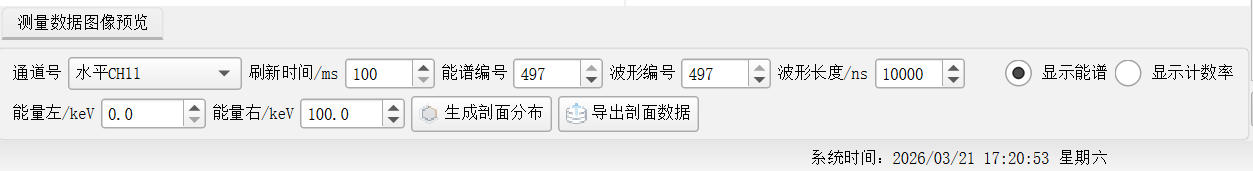 测量数据图像预览
通道号 水平CH11 刷新时间/ms 100 能谱编号 497 波形编号 497 波形长度/ns 10000 显示能谱 显示计数率
能量左/keV 0.0 能量右/keV 100.0 生成剖面分布 导出剖面数据
系统时间: 2026/03/21 17:20:53 星期六